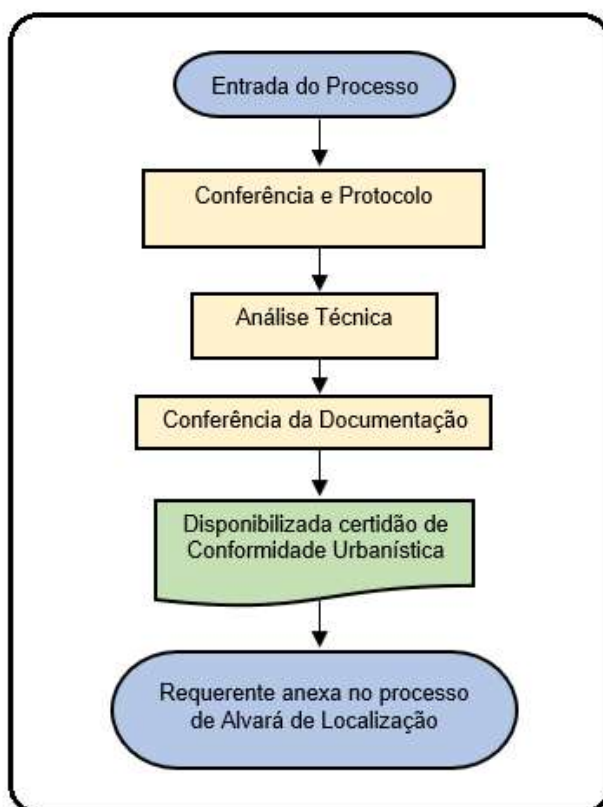 Entrada do Processo
Conferência e Protocolo
Análise Técnica
Conferência da Documentação
Disponibilizada certidão de
Conformidade Urbanística
Requerente anexa no processo
de Alvará de Localização